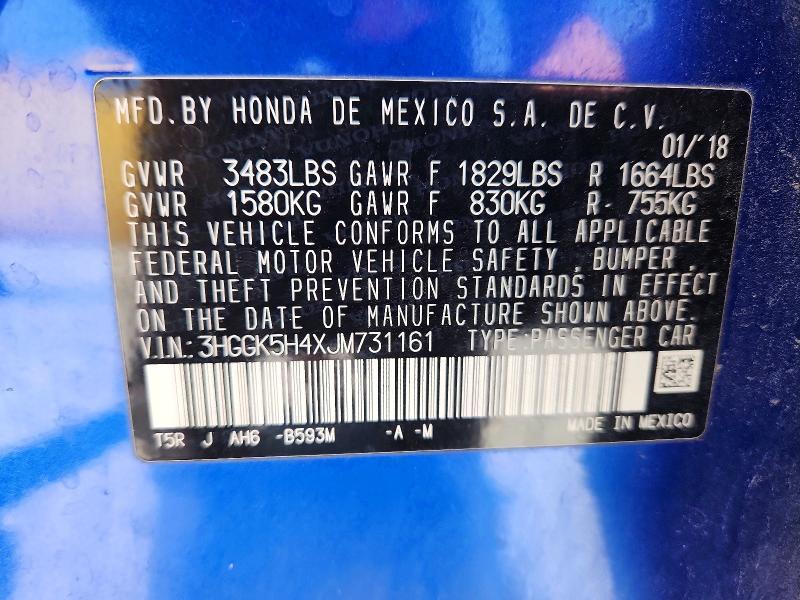 MFD.BY HONDA DE MEXICO S.A. DE C.V.
01/'18
GVWR 3483LBS GAWR F 1829LBS R 1664LBS
GVWR 1580KG GAWR F 830KG R- 755KG
THIS VEHICLE CONFORMS TO ALL APPLICABLE
FEDERAL MOTOR VEHICLE SAFETY , BUMPER ,
AND THEFT PREVENTION STANDARDS IN EFFECT
ON THE DATE OF MANUFACTURE SHOWN ABOVE.
V.I.N.: 3HGGK5H4XJM731161 TYPE:PASSENGER CAR
T5R J AH6 -B593M -A -M MADE IN MEXICO